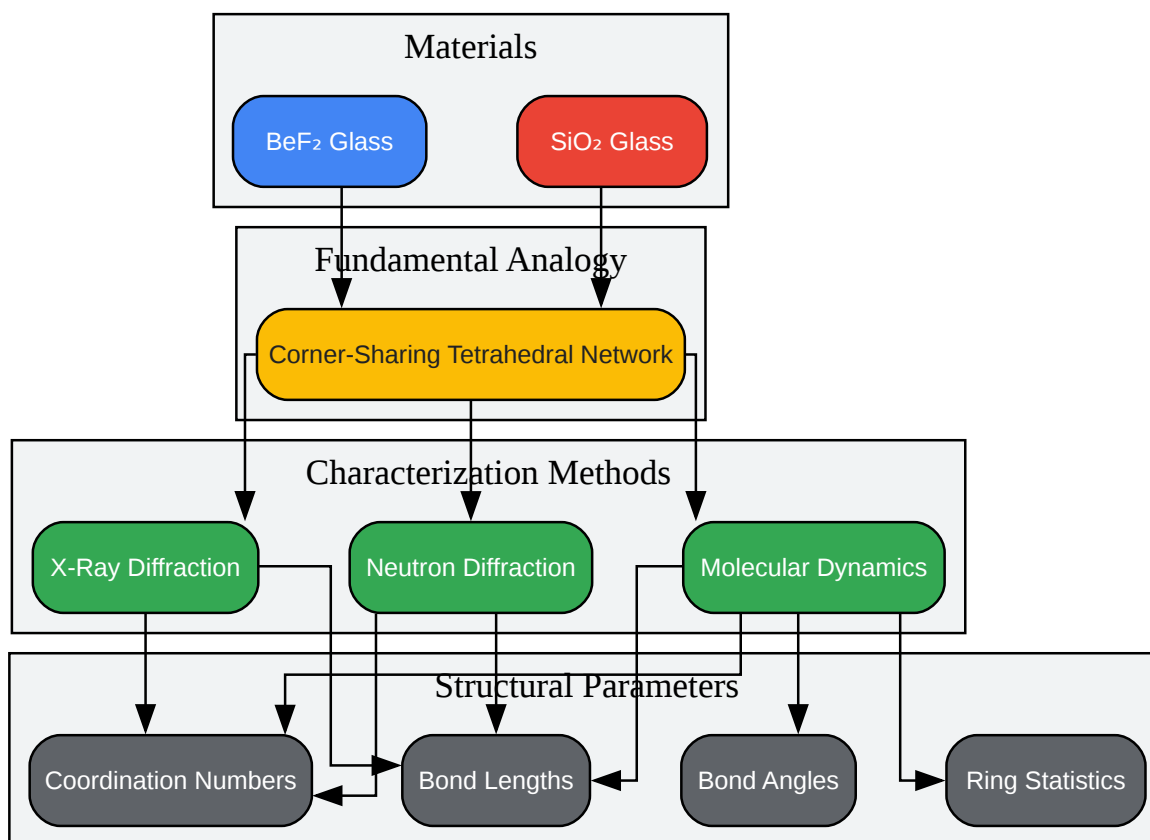 Materials
BeF₂ Glass
SiO₂ Glass
Fundamental Analogy
Corner-Sharing Tetrahedral Network
Characterization Methods
X-Ray Diffraction
Neutron Diffraction
Molecular Dynamics
Structural Parameters
Coordination Numbers
Bond Lengths
Bond Angles
Ring Statistics